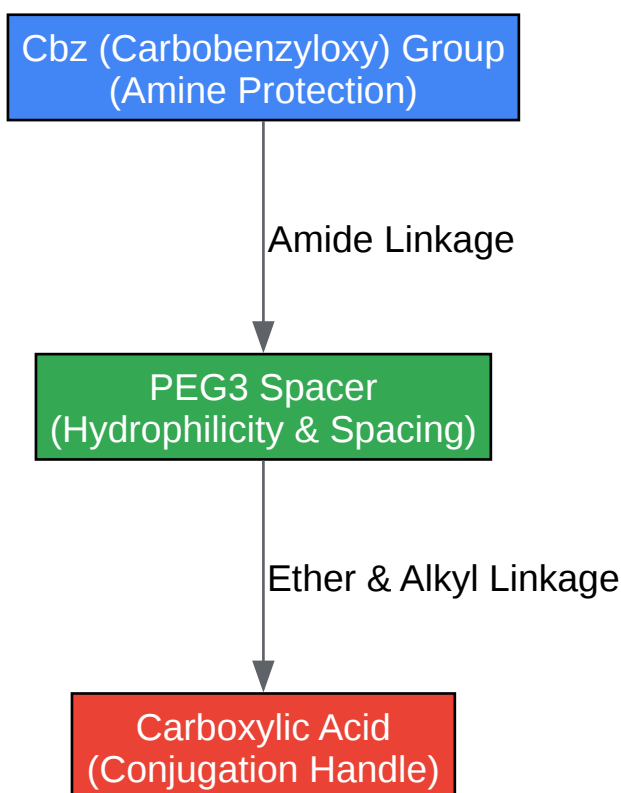 Cbz (Carbobenzyloxy) Group
(Amine Protection)
Amide Linkage
PEG3 Spacer
(Hydrophilicity & Spacing)
Ether & Alkyl Linkage
Carboxylic Acid
(Conjugation Handle)